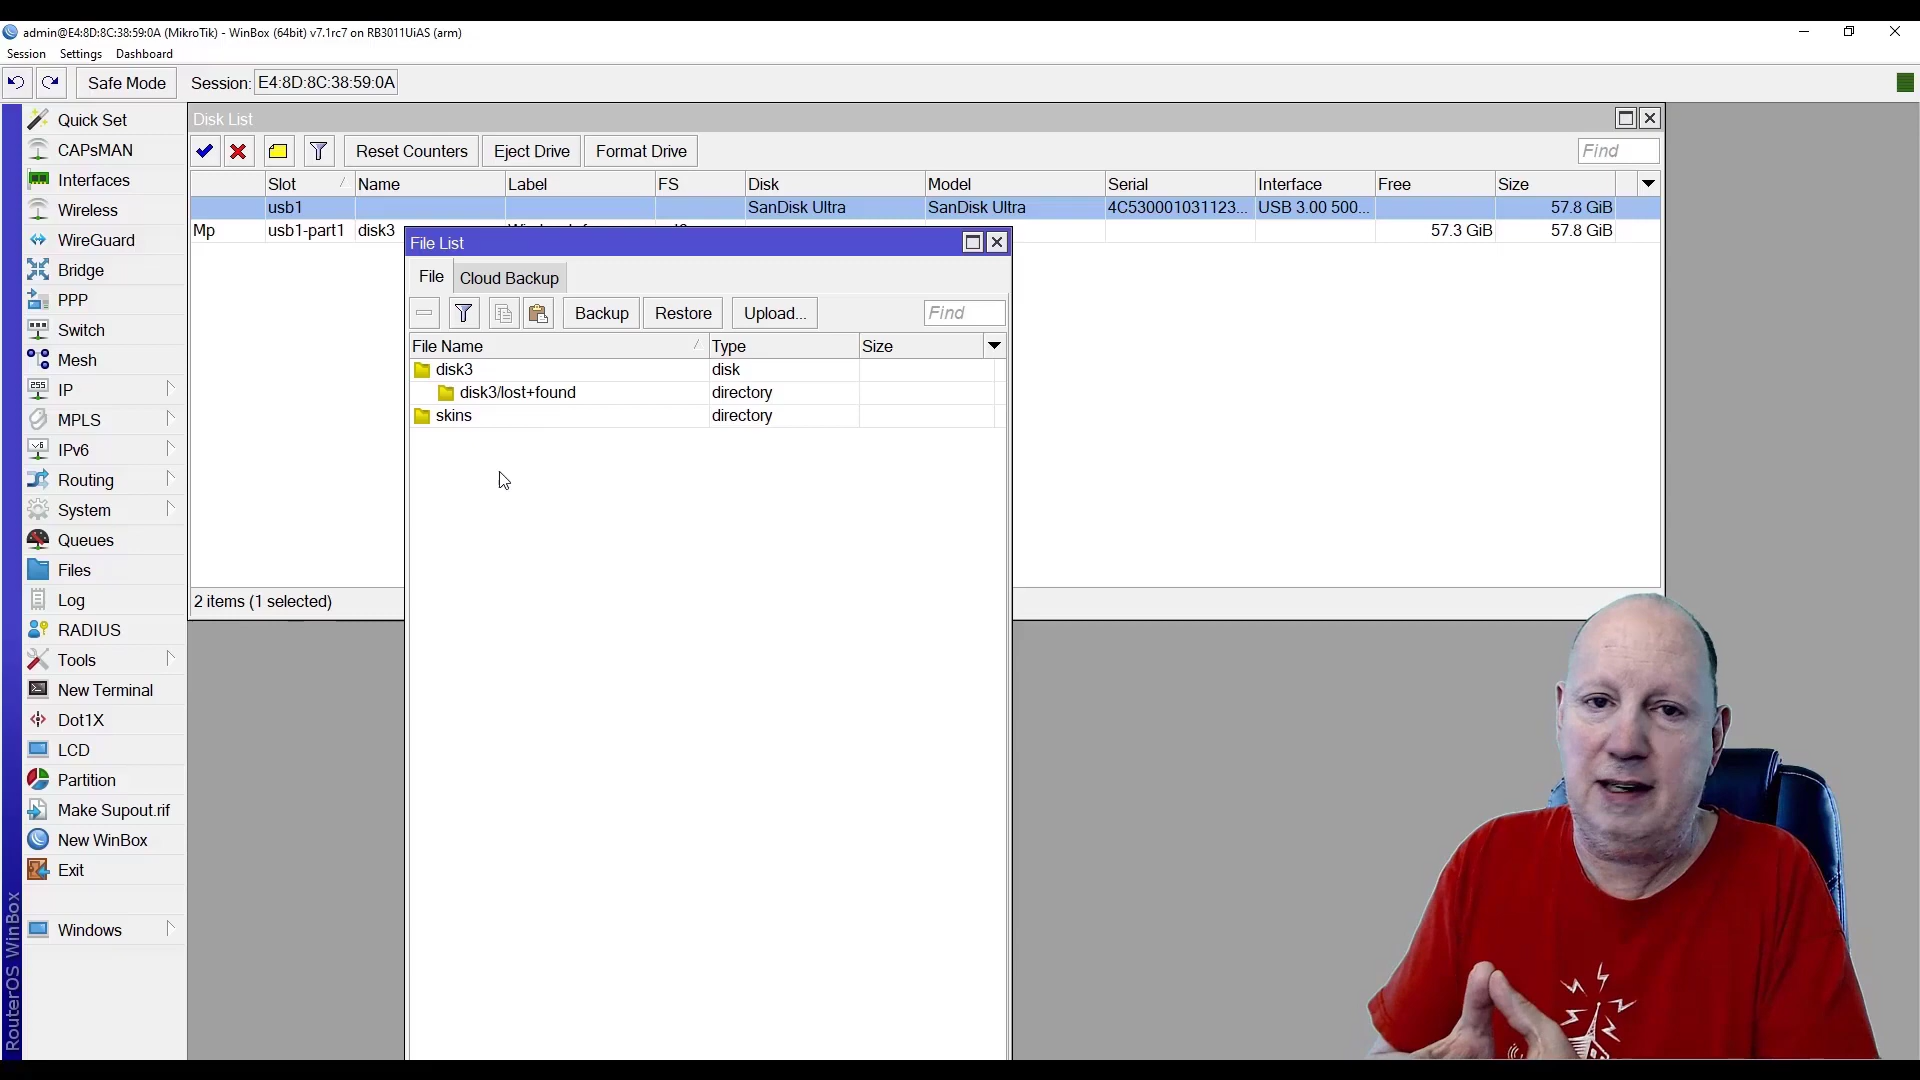 admin@E4:8D:8C:38:59:0A (MikroTik) - WinBox (64bit) v7.1rc7 on RB3011UiAS (arm)
Session Settings Dashboard
Safe Mode Session: E4:8D:8C:38:59:0A
Quick Set
CAPsMAN
Interfaces
Wireless
WireGuard
Bridge
PPP
Switch
Mesh
IP
MPLS
IPv6
Routing
System
Queues
Files
Log
RADIUS
Tools
New Terminal
Dot1X
LCD
Partition
Make Supout.rif
New WinBox
Exit
Windows
RouterOS WinBox
Disk List
Reset Counters Eject Drive Format Drive Find
Slot Name Label FS Disk Model Serial Interface Free Size
usb1 SanDisk Ultra SanDisk Ultra 4C530001031123... USB 3.00 500... 57.8 GiB
Mp usb1-part1 disk3 57.3 GiB 57.8 GiB
2 items (1 selected)
File List
File Cloud Backup
Backup Restore Upload... Find
File Name Type Size
disk3 disk
disk3/lost+found directory
skins directory